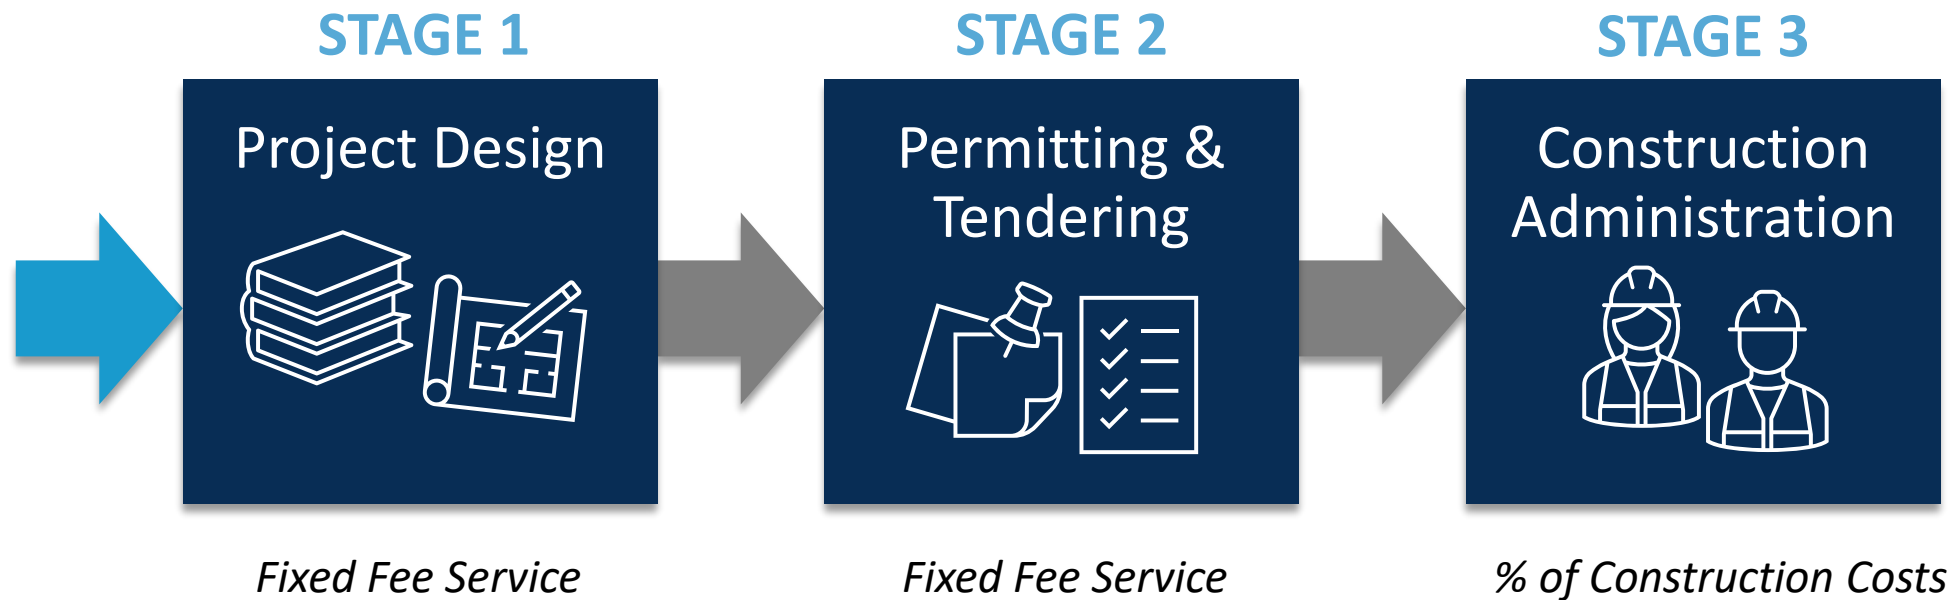 STAGE 1
Project Design
Fixed Fee Service
STAGE 2
Permitting &
Tendering
Fixed Fee Service
STAGE 3
Construction
Administration
% of Construction Costs